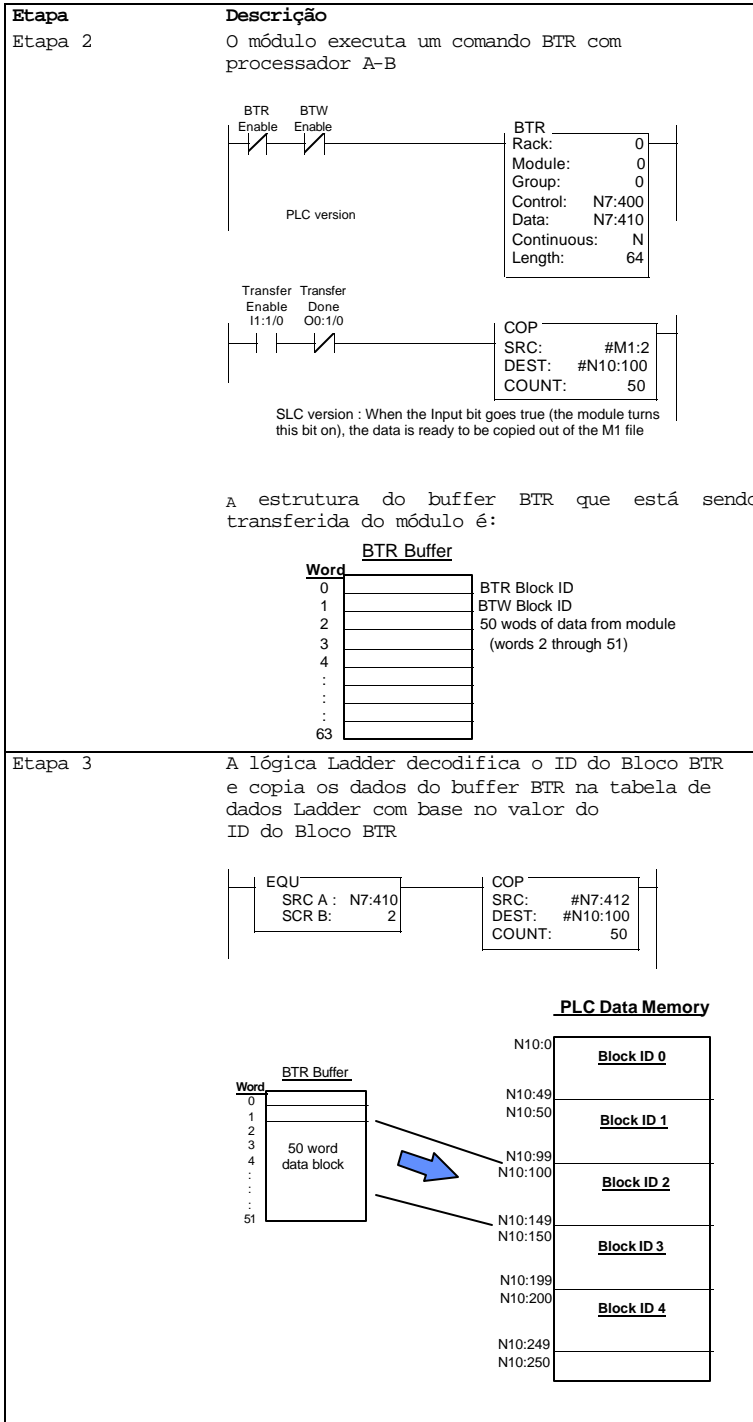 Etapa Descrição
Etapa 2 O módulo executa um comando BTR com
processador A-B
BTR BTW
Enable Enable
BTR
Rack: 0
Module: 0
Group: 0
Control: N7:400
Data: N7:410
Continuous: N
Length: 64
PLC version
Transfer Transfer
Enable Done
I1:1/0 O0:1/0
COP
SRC: #M1:2
DEST: #N10:100
COUNT: 50
SLC version : When the Input bit goes true (the module turns
this bit on), the data is ready to be copied out of the M1 file
A estrutura do buffer BTR que está sendo
transferida do módulo é:
BTR Buffer
Word
0 BTR Block ID
1 BTW Block ID
2 50 wods of data from module
3 (words 2 through 51)
4
:
:
:
63
Etapa 3 A lógica Ladder decodifica o ID do Bloco BTR
e copia os dados do buffer BTR na tabela de
dados Ladder com base no valor do
ID do Bloco BTR
EQU
SRC A : N7:410
SCR B: 2
COP
SRC: #N7:412
DEST: #N10:100
COUNT: 50
PLC Data Memory
BTR Buffer
Word
0
1
2
3
4
:
:
:
:
51
50 word
data block
N10:0
Block ID 0
N10:49
N10:50
Block ID 1
N10:99
N10:100
Block ID 2
N10:149
N10:150
Block ID 3
N10:199
N10:200
Block ID 4
N10:249
N10:250